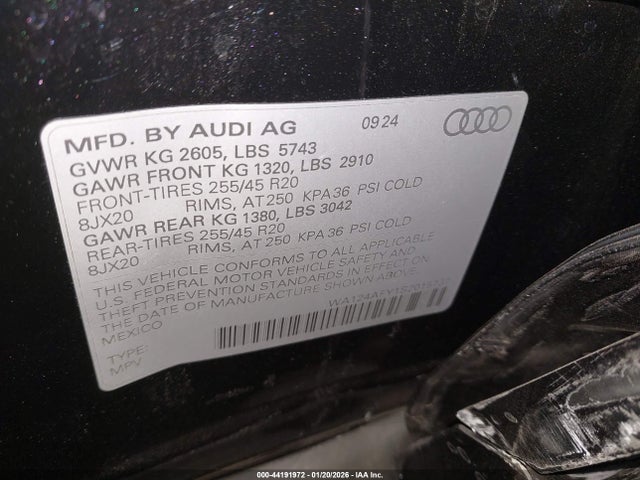 MFD. BY AUDI AG 09 24
GVWR KG 2605, LBS 5743
GAWR FRONT KG 1320, LBS 2910
FRONT-TIRES 255/45 R20
8JX20 RIMS, AT 250 KPA 36 PSI COLD
GAWR REAR KG 1380, LBS 3042
REAR-TIRES 255/45 R20
8JX20 RIMS, AT 250 KPA 36 PSI COLD
THIS VEHICLE CONFORMS TO ALL APPLICABLE
U.S. FEDERAL MOTOR VEHICLE SAFETY AND
THEFT PREVENTION STANDARDS IN EFFECT ON
THE DATE OF MANUFACTURE SHOWN ABOVE.
MEXICO
TYPE:
MPV
000-44191972 | 01/20/2026 | IAA Inc.